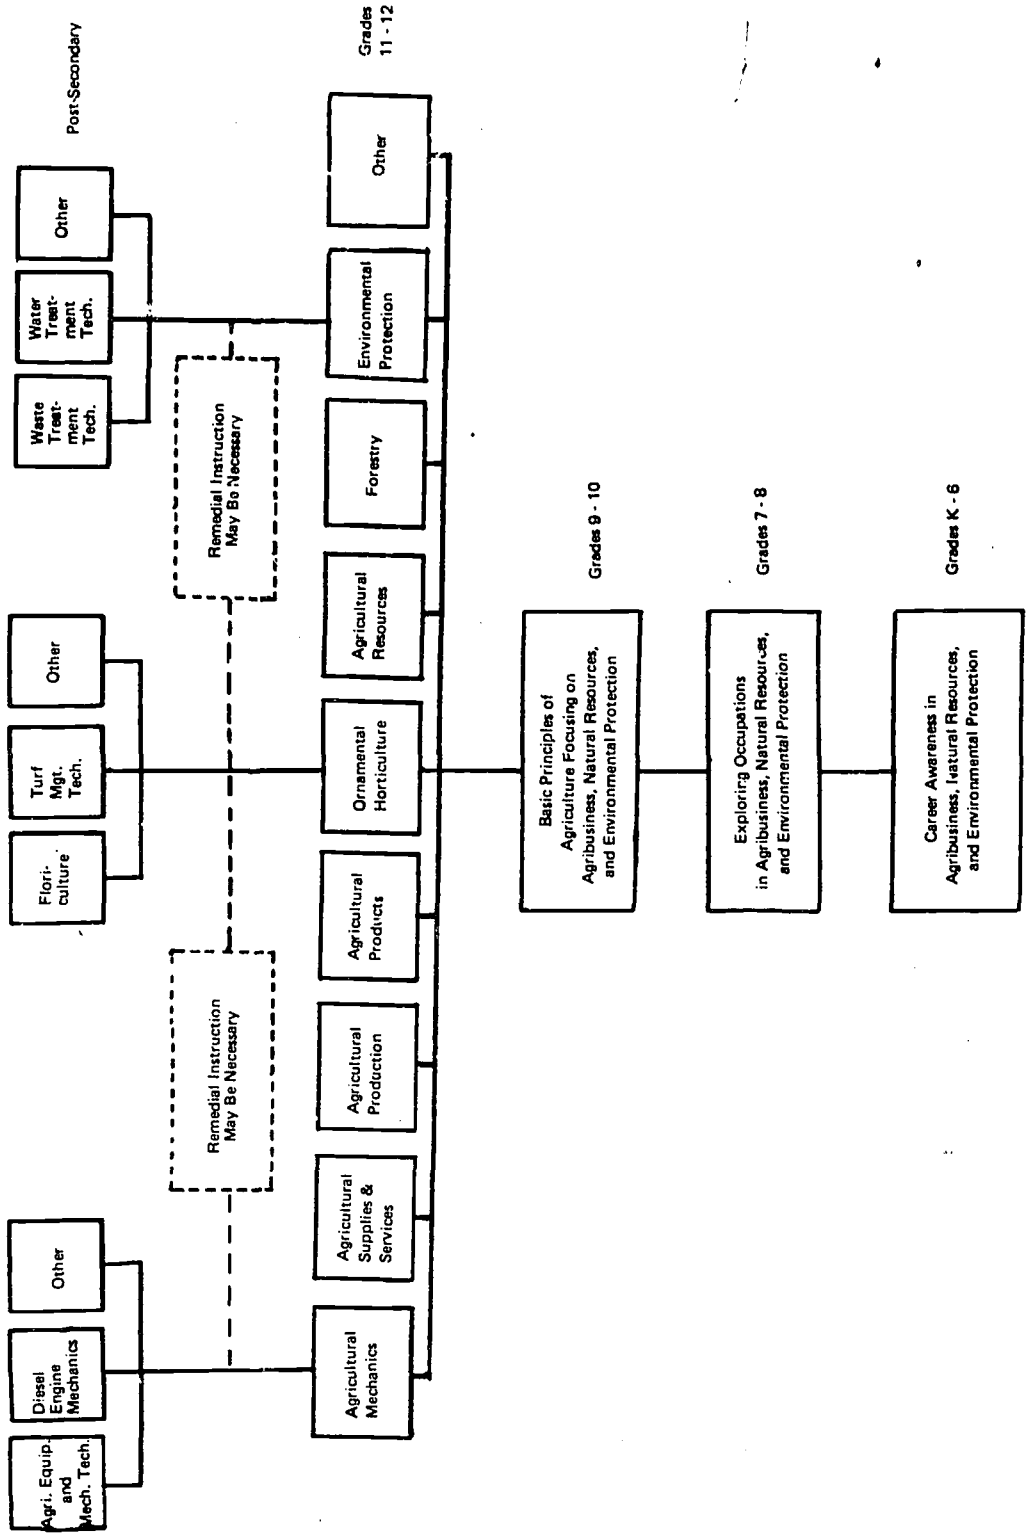 Post-Secondary
Agri. Equip.
and
Mech. Tech.
Diesel
Engine
Mechanics
Other
Flori-
culture
Turf
Mgt.
Tech.
Other
Waste
Treat-
ment
Tech.
Water
Treat-
ment
Tech.
Other
Remedial Instruction
May Be Necessary
Remedial Instruction
May Be Necessary
Grades
11 - 12
Agricultural
Mechanics
Agricultural
Supplies &
Services
Agricultural
Production
Agricultural
Products
Ornamental
Horticulture
Agricultural
Resources
Forestry
Environmental
Protection
Other
Basic Principles of
Agriculture Focusing on
Agribusiness, Natural Resources,
and Environmental Protection
Grades 9 - 10
Exploring Occupations
in Agribusiness, Natural Resources,
and Environmental Protection
Grades 7 - 8
Career Awareness in
Agribusiness, Natural Resources,
and Environmental Protection
Grades K - 6